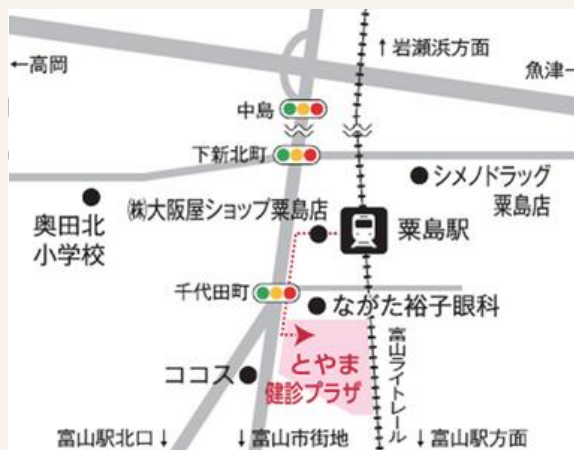 ↑岩瀬浜方面
←高岡
魚津
中島
下新北町
シメノドラッグ
粟島店
奥田北
小学校
㈱大阪屋ショップ粟島店
粟島駅
千代田町
ながた裕子眼科
富山ライトレール
とやま
健診プラザ
ココス
富山駅北口↓
↓富山市街地
↓富山駅方面